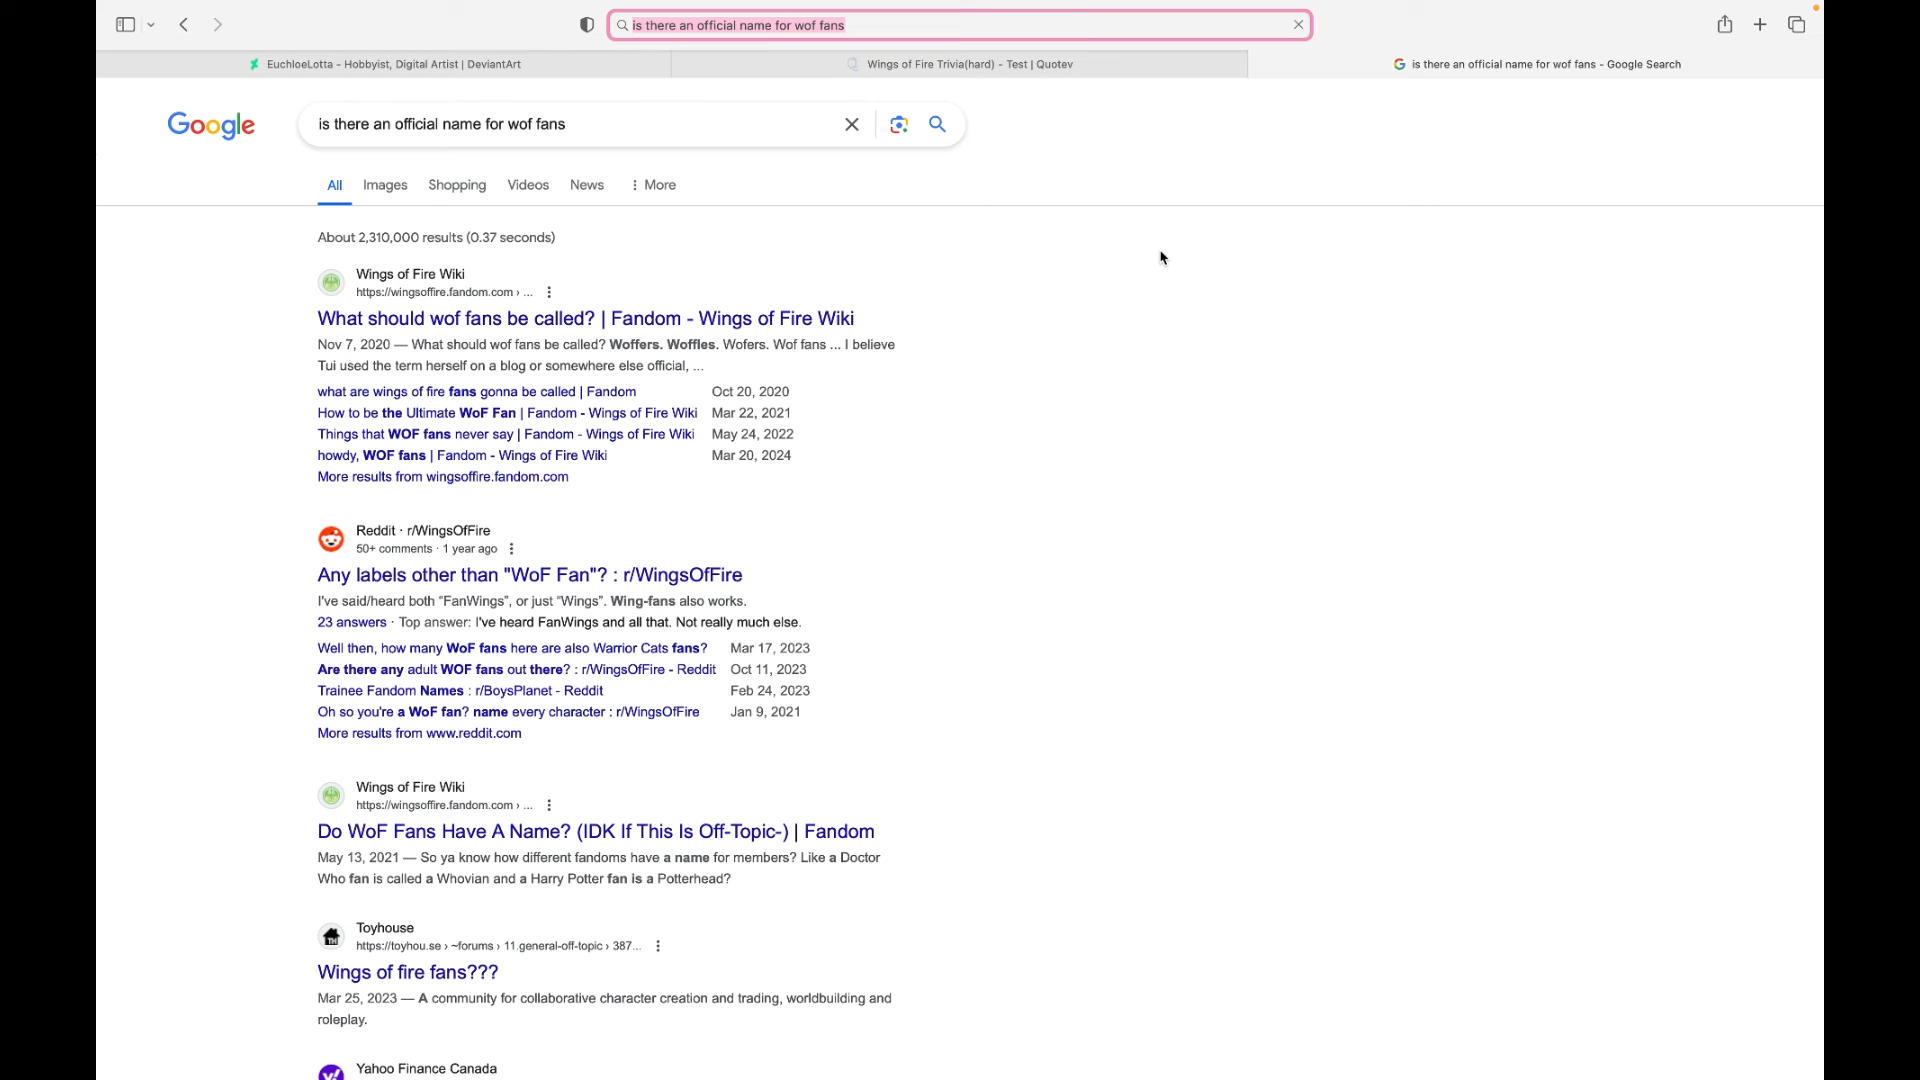 is there an official name for wof fans
EuchloeLotta - Hobbyist, Digital Artist | DeviantArt
Wings of Fire Trivia(hard) - Test | Quotev
is there an official name for wof fans - Google Search
Google
is there an official name for wof fans
All Images Shopping Videos News More
About 2,310,000 results (0.37 seconds)
Wings of Fire Wiki
https://wingsoffire.fandom.com › ...
What should wof fans be called? | Fandom - Wings of Fire Wiki
Nov 7, 2020 — What should wof fans be called? Woffers. Woffles. Wofers. Wof fans ... I believe
Tui used the term herself on a blog or somewhere else official, ...
what are wings of fire fans gonna be called | Fandom Oct 20, 2020
How to be the Ultimate WoF Fan | Fandom - Wings of Fire Wiki Mar 22, 2021
Things that WOF fans never say | Fandom - Wings of Fire Wiki May 24, 2022
howdy, WOF fans | Fandom - Wings of Fire Wiki Mar 20, 2024
More results from wingsoffire.fandom.com
Reddit · r/WingsOfFire
50+ comments · 1 year ago
Any labels other than "WoF Fan"? : r/WingsOfFire
I've said/heard both “FanWings”, or just “Wings”. Wing-fans also works.
23 answers · Top answer: I've heard FanWings and all that. Not really much else.
Well then, how many WoF fans here are also Warrior Cats fans? Mar 17, 2023
Are there any adult WOF fans out there? : r/WingsOfFire - Reddit Oct 11, 2023
Trainee Fandom Names : r/BoysPlanet - Reddit Feb 24, 2023
Oh so you're a WoF fan? name every character : r/WingsOfFire Jan 9, 2021
More results from www.reddit.com
Wings of Fire Wiki
https://wingsoffire.fandom.com › ...
Do WoF Fans Have A Name? (IDK If This Is Off-Topic-) | Fandom
May 13, 2021 — So ya know how different fandoms have a name for members? Like a Doctor
Who fan is called a Whovian and a Harry Potter fan is a Potterhead?
Toyhouse
https://toyhou.se › ~forums › 11.general-off-topic › 387...
Wings of fire fans???
Mar 25, 2023 — A community for collaborative character creation and trading, worldbuilding and
roleplay.
Yahoo Finance Canada